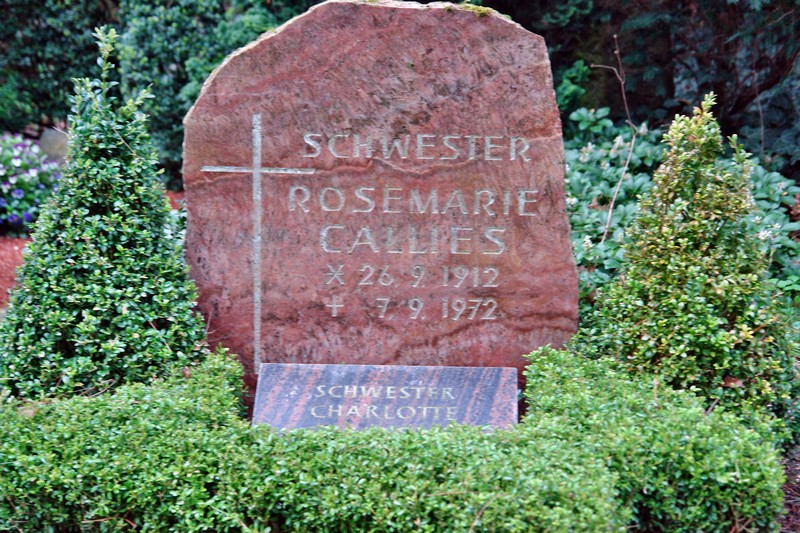 SCHWESTER
ROSEMARIE
CALLIES
X 26. 9. 1912
† 7. 9. 1972
SCHWESTER
CHARLOTTE